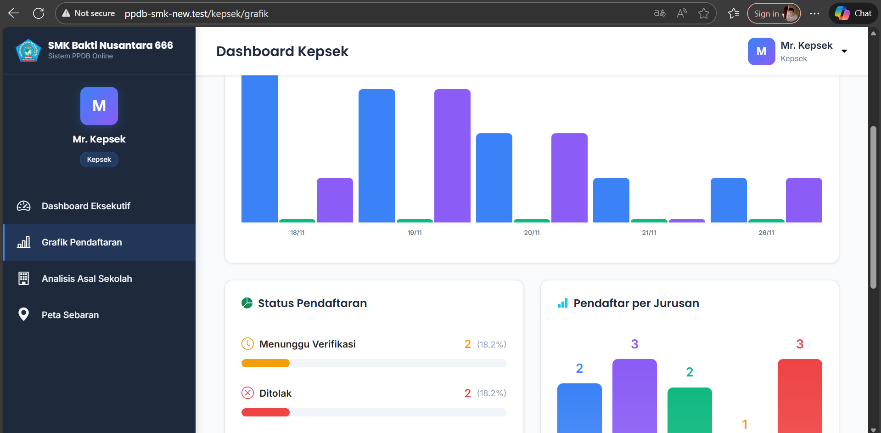 Not secure
ppdb-smk-new.test/kepsek/grafik
Sign in
Chat
SMK Bakti Nusantara 666
Sistem PPDB Online
Dashboard Kepsek
M
Mr. Kepsek
Kepsek
M
Mr. Kepsek
Kepsek
Dashboard Eksekutif
Grafik Pendaftaran
Analisis Asal Sekolah
Peta Sebaran
18/11 19/11 20/11 21/11 26/11
Status Pendaftaran
Menunggu Verifikasi 2 (18.2%)
Ditolak 2 (18.2%)
Pendaftar per Jurusan
2 3 2 1 3